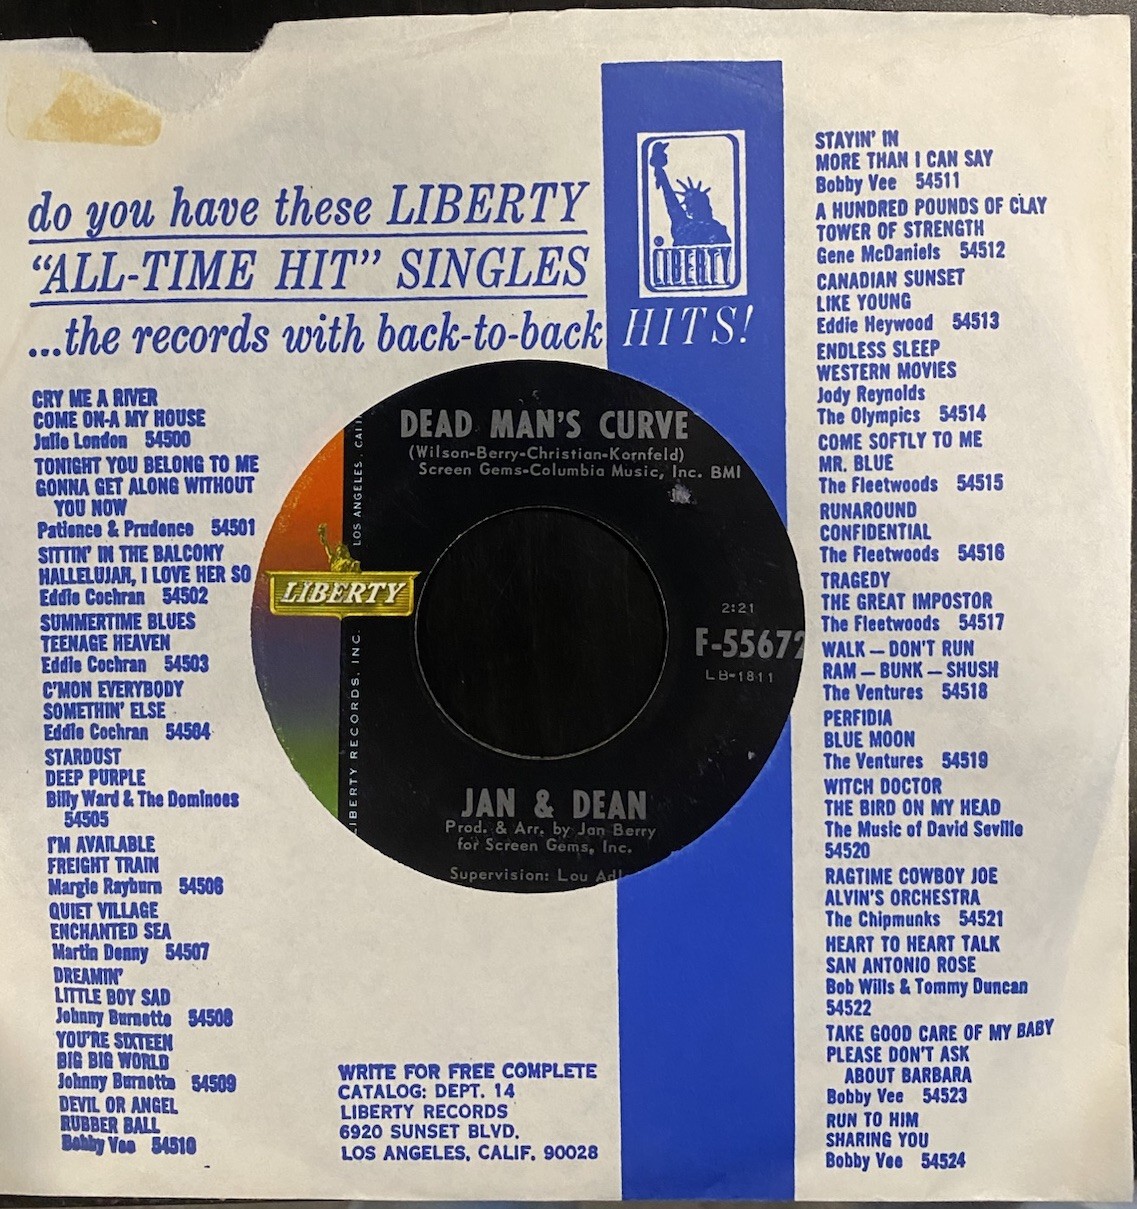 do you have these LIBERTY
“ALL-TIME HIT” SINGLES
...the records with back-to-back HITS!
LIBERTY
CRY ME A RIVER
COME ON-A MY HOUSE
Julie London 54500
TONIGHT YOU BELONG TO ME
GONNA GET ALONG WITHOUT
YOU NOW
Patience & Prudence 54501
SITTIN' IN THE BALCONY
HALLELUJAH, I LOVE HER SO
Eddie Cochran 54502
SUMMERTIME BLUES
TEENAGE HEAVEN
Eddie Cochran 54503
C'MON EVERYBODY
SOMETHIN' ELSE
Eddie Cochran 54504
STARDUST
DEEP PURPLE
Billy Ward & The Dominoes
54505
I'M AVAILABLE
FREIGHT TRAIN
Margie Rayburn 54506
QUIET VILLAGE
ENCHANTED SEA
Martin Denny 54507
DREAMIN'
LITTLE BOY SAD
Johnny Burnette 54508
YOU'RE SIXTEEN
BIG BIG WORLD
Johnny Burnette 54509
DEVIL OR ANGEL
RUBBER BALL
Bobby Vee 54510
DEAD MAN'S CURVE
(Wilson-Berry-Christian-Kornfeld)
Screen Gems-Columbia Music, Inc. BMI
LIBERTY
LIBERTY RECORDS, INC. LOS ANGELES,
2:21
F-55672
LB-1811
JAN & DEAN
Prod. & Arr. by Jan Berry
for Screen Gems, Inc.
Supervision: Lou
WRITE FOR FREE COMPLETE
CATALOG: DEPT. 14
LIBERTY RECORDS
6920 SUNSET BLVD.
LOS ANGELES, CALIF. 90028
STAYIN' IN
MORE THAN I CAN SAY
Bobby Vee 54511
A HUNDRED POUNDS OF CLAY
TOWER OF STRENGTH
Gene McDaniels 54512
CANADIAN SUNSET
LIKE YOUNG
Eddie Heywood 54513
ENDLESS SLEEP
WESTERN MOVIES
Jody Reynolds
The Olympics 54514
COME SOFTLY TO ME
MR. BLUE
The Fleetwoods 54515
RUNAROUND
CONFIDENTIAL
The Fleetwoods 54516
TRAGEDY
THE GREAT IMPOSTOR
The Fleetwoods 54517
WALK — DON'T RUN
RAM — BUNK — SHUSH
The Ventures 54518
PERFIDIA
BLUE MOON
The Ventures 54519
WITCH DOCTOR
THE BIRD ON MY HEAD
The Music of David Seville
54520
RAGTIME COWBOY JOE
ALVIN'S ORCHESTRA
The Chipmunks 54521
HEART TO HEART TALK
SAN ANTONIO ROSE
Bob Wills & Tommy Duncan
54522
TAKE GOOD CARE OF MY BABY
PLEASE DON'T ASK
ABOUT BARBARA
Bobby Vee 54523
RUN TO HIM
SHARING YOU
Bobby Vee 54524